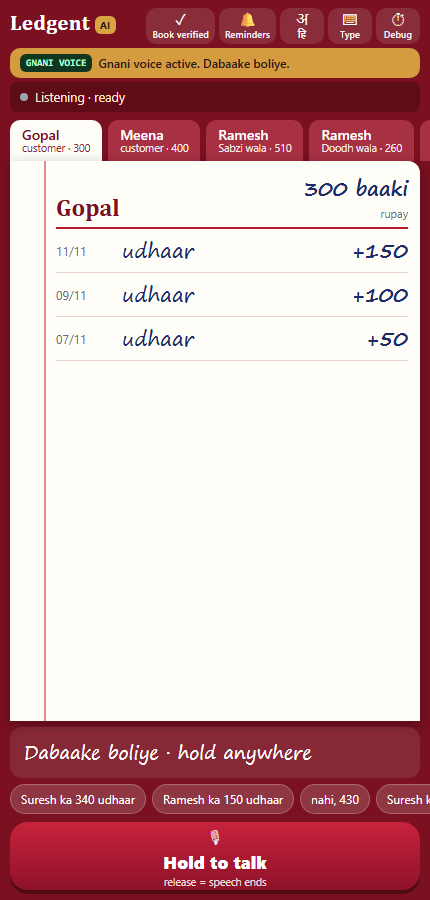 Ledgent AI
✓ Book verified
🔔 Reminders
अ हि
⌨ Type
⏱ Debug
GNANI VOICE Gnani voice active. Dabaake boliye.
Listening · ready
Gopal
customer · 300
Meena
customer · 400
Ramesh
Sabzi wala · 510
Ramesh
Doodh wala · 260
300 baaki
Gopal
rupay
11/11 udhaar +150
09/11 udhaar +100
07/11 udhaar +50
Dabaake boliye · hold anywhere
Suresh ka 340 udhaar
Ramesh ka 150 udhaar
nahi, 430
Suresh k
Hold to talk
release = speech ends